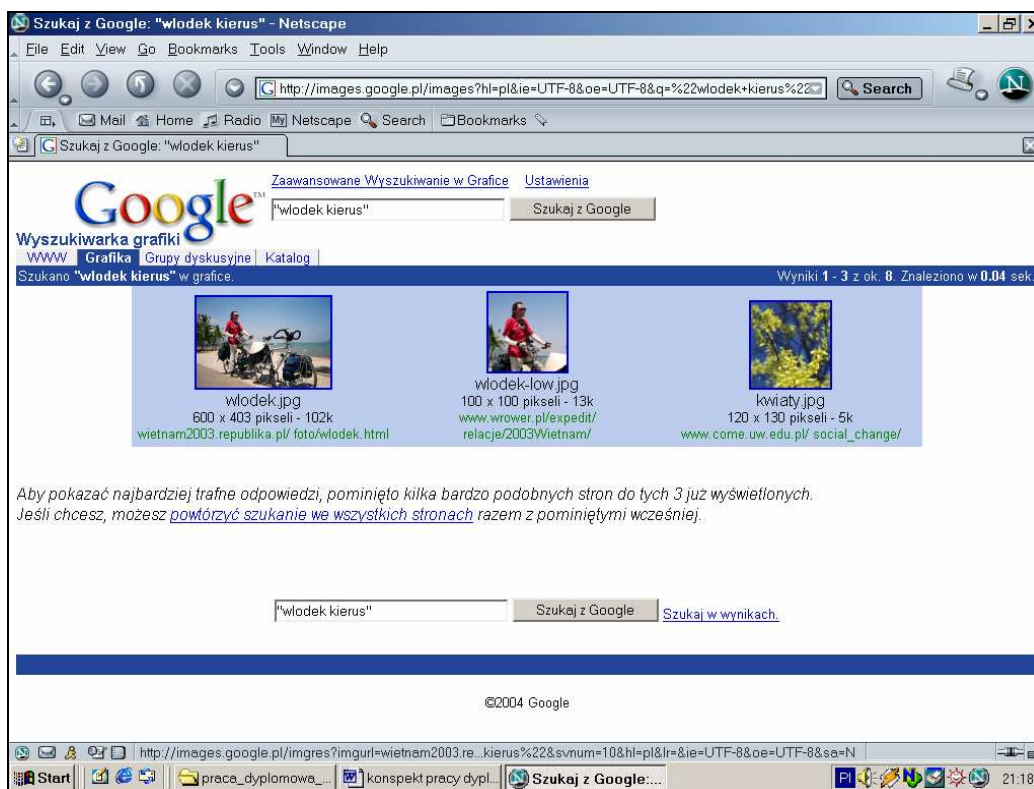 Szukaj z Google: "wlodek kierus" - Netscape
File Edit View Go Bookmarks Tools Window Help
http://images.google.pl/images?hl=pl&ie=UTF-8&oe=UTF-8&q=%22wlodek+kierus%22 Search
Mail Home Radio My Netscape Search Bookmarks
Szukaj z Google: "wlodek kierus"
Google™ Zaawansowane Wyszukiwanie w Grafice Ustawienia
"wlodek kierus" Szukaj z Google
Wyszukiwarka grafiki
WWW Grafika Grupy dyskusyjne Katalog
Szukano "wlodek kierus" w grafice. Wyniki 1 - 3 z ok. 8. Znaleziono w 0.04 sek.
wlodek.jpg
600 x 403 pikseli - 102k
wietnam2003.republika.pl/ foto/wlodek.html
wlodek-low.jpg
100 x 100 pikseli - 13k
www.wrower.pl/expedit/
relacje/2003Wietnam/
kwiaty.jpg
120 x 130 pikseli - 5k
www.come.uw.edu.pl/ social_change/
Aby pokazać najbardziej trafne odpowiedzi, pominięto kilka bardzo podobnych stron do tych 3 już wyświetlonych.
Jeśli chcesz, możesz powtórzyć szukanie we wszystkich stronach razem z pominiętymi wcześniej.
"wlodek kierus" Szukaj z Google Szukaj w wynikach.
©2004 Google
http://images.google.pl/imgres?imgurl=wietnam2003.re..kierus%22&svnum=10&hl=pl&lr=&ie=UTF-8&oe=UTF-8&sa=N
Start praca_dyplomowa_... konspekt pracy dypl... Szukaj z Google:... Pl 21:18